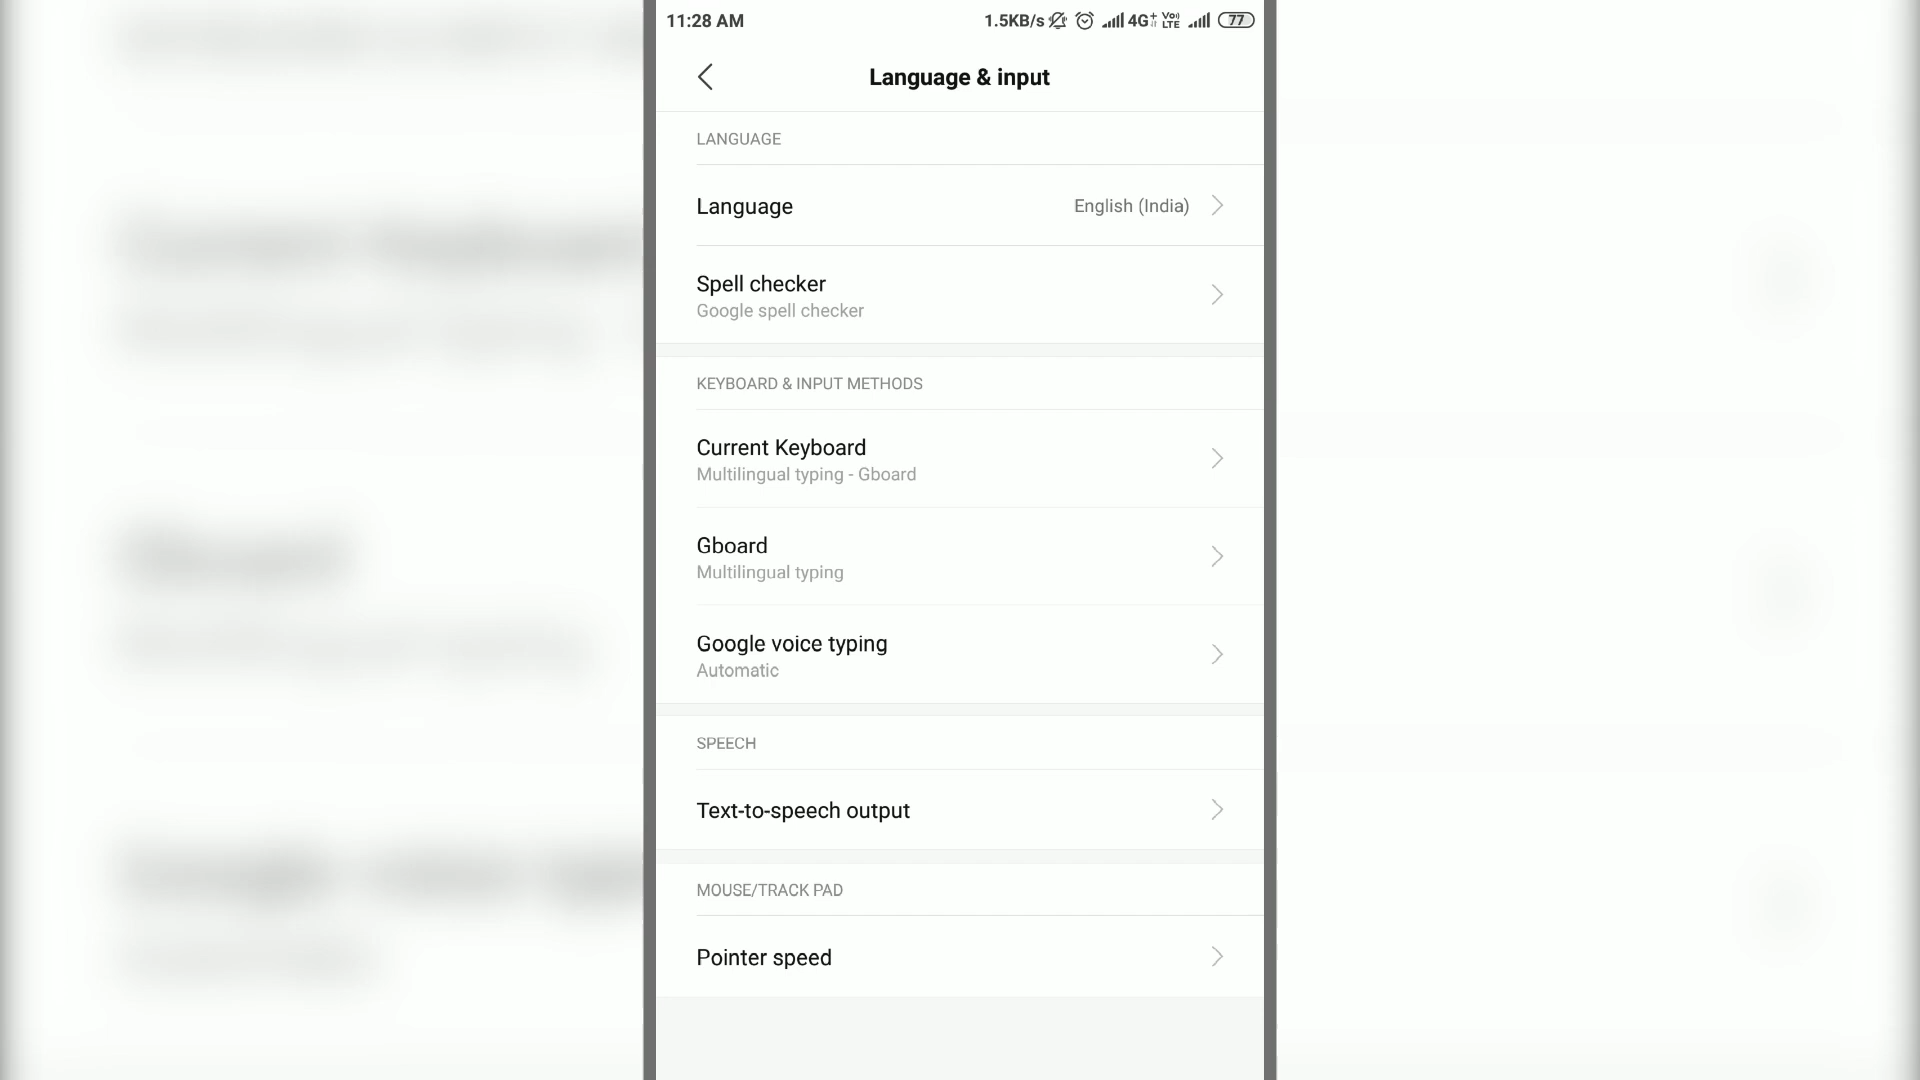 11:28 AM 1.5KB/s 4G+ VoLTE 77
Language & input
LANGUAGE
Language English (India)
Spell checker
Google spell checker
KEYBOARD & INPUT METHODS
Current Keyboard
Multilingual typing - Gboard
Gboard
Multilingual typing
Google voice typing
Automatic
SPEECH
Text-to-speech output
MOUSE/TRACK PAD
Pointer speed